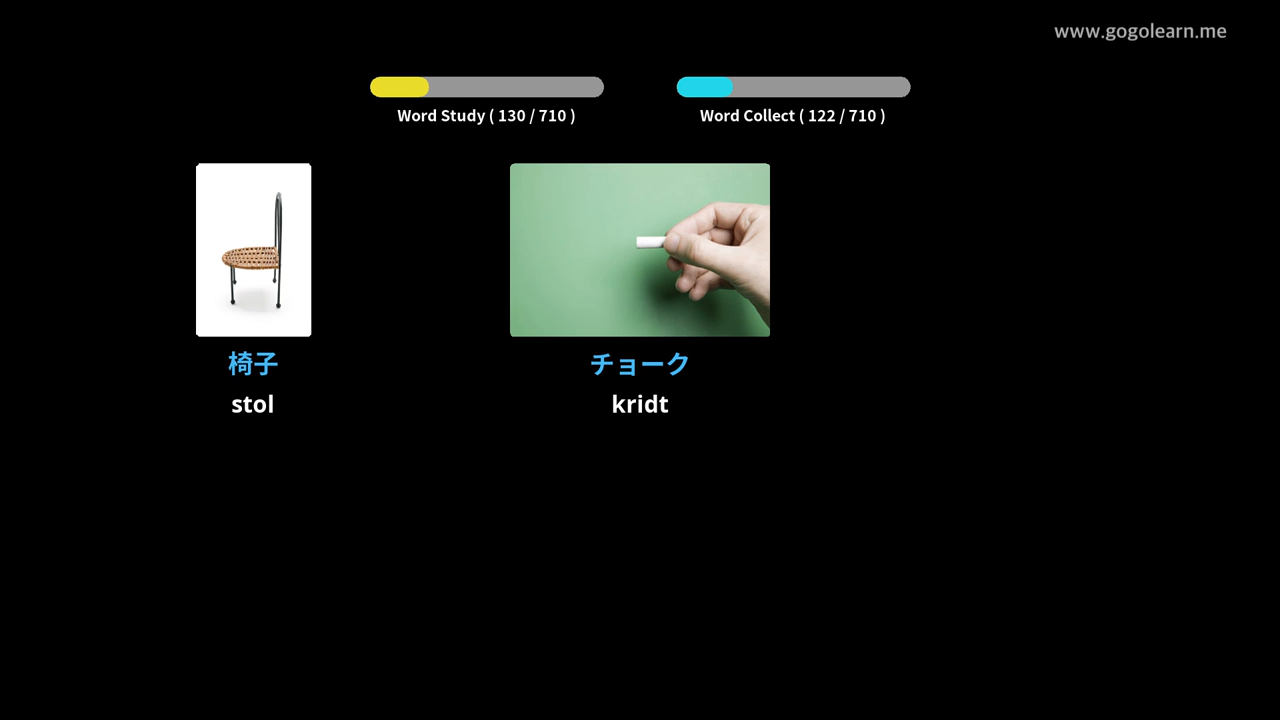 www.gogolearn.me
Word Study ( 130 / 710 )
Word Collect ( 122 / 710 )
椅子
チョーク
stol
kridt